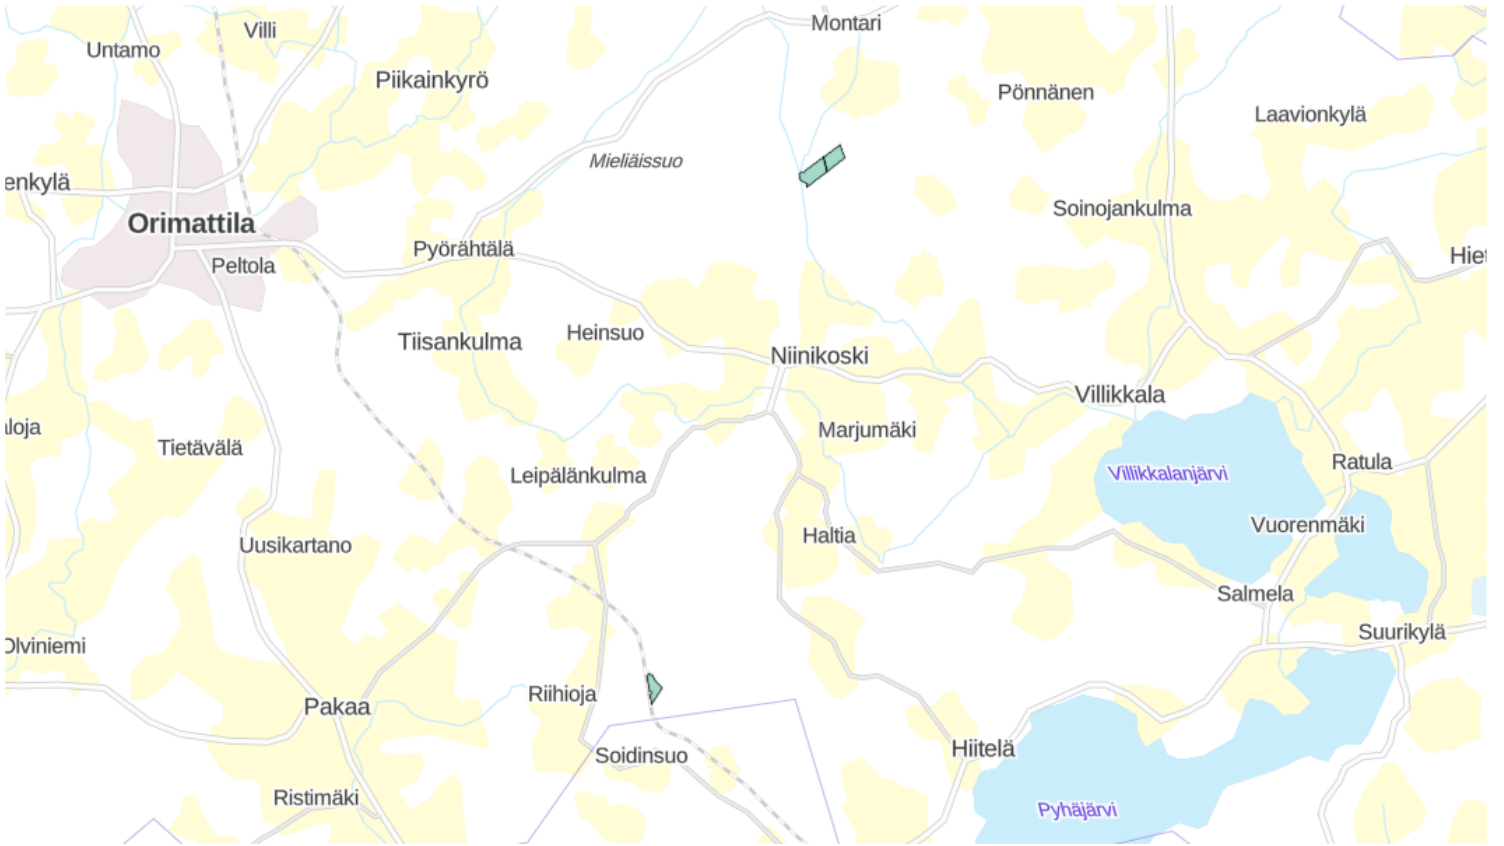 Villi
Montari
Untamo
Piikainkyrö
Pönnänen
Laavionkylä
Mieliäissuo
enkylä
Soinojankulma
Orimattila
Pyörähtälä
Hiet
Peltola
Heinsuo
Tiisankulma
Niinikoski
Villikkala
aloja
Marjumäki
Tietävälä
Ratula
Leipälänkulma
Villikkalanjärvi
Vuorenmäki
Haltia
Uusikartano
Salmela
Suurikylä
Olviniemi
Riihioja
Pakaa
Hiitelä
Soidinsuo
Ristimäki
Pyhäjärvi